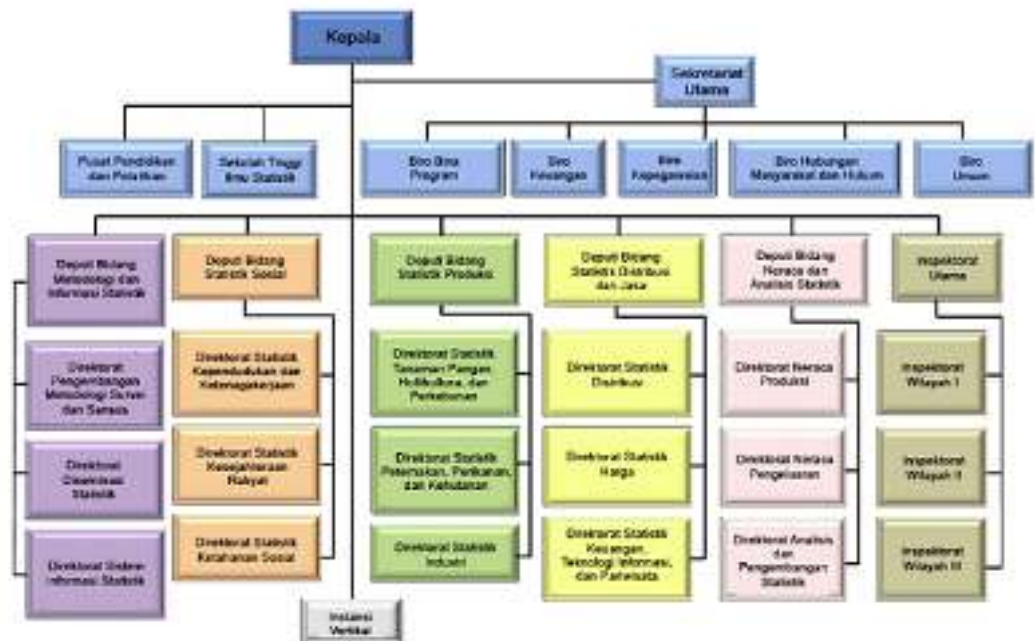 Kepala
Sekretariat
Utama
Pusat Pendidikan
dan Pelatihan
Sekolah Tinggi
Ilmu Statistik
Biro Bina
Program
Biro
Keuangan
Biro
Kepegawaian
Biro Hubungan
Masyarakat dan Hukum
Biro
Umum
Deputi Bidang
Metodologi dan
Informasi Statistik
Deputi Bidang
Statistik Sosial
Deputi Bidang
Statistik Produksi
Deputi Bidang
Statistik Distribusi
dan Jasa
Deputi Bidang
Neraca dan
Analisis Statistik
Inspektorat
Utama
Direktorat
Pengembangan
Metodologi Survei
dan Sensus
Direktorat Statistik
Kependudukan dan
Ketenagakerjaan
Direktorat Statistik
Tanaman Pangan,
Holtikultura, dan
Perkebunan
Direktorat Statistik
Distribusi
Direktorat Neraca
Produksi
Inspektorat
Wilayah I
Direktorat
Diseminasi
Statistik
Direktorat Statistik
Kesejahteraan
Rakyat
Direktorat Statistik
Peternakan, Perikanan,
dan Kehutanan
Direktorat Statistik
Harga
Direktorat Neraca
Pengeluaran
Inspektorat
Wilayah II
Direktorat Sistem
Informasi Statistik
Direktorat Statistik
Ketahanan Sosial
Direktorat Statistik
Industri
Direktorat Statistik
Keuangan,
Teknologi Informasi,
dan Pariwisata
Direktorat Analisis
dan
Pengembangan
Statistik
Inspektorat
Wilayah III
Instansi
Vertikal